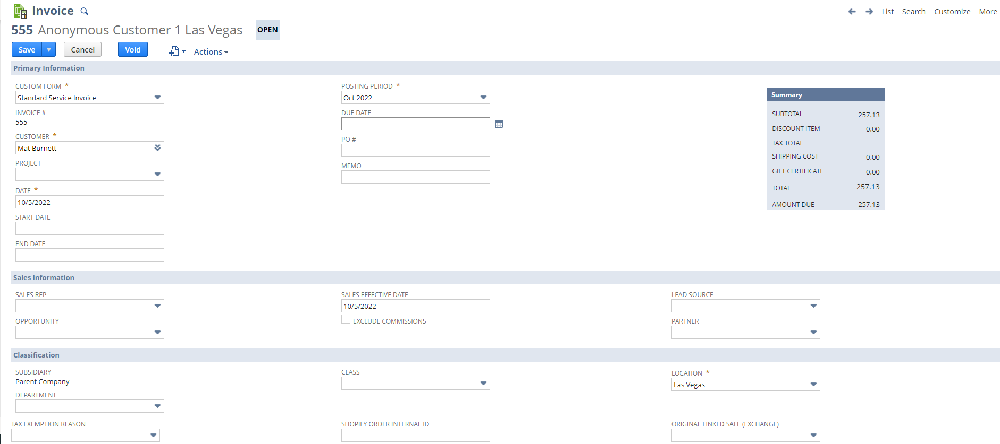 Invoice
List Search Customize More
555 Anonymous Customer 1 Las Vegas OPEN
Save Cancel Void Actions
Primary Information
CUSTOM FORM *
Standard Service Invoice
INVOICE #
555
CUSTOMER *
Mat Burnett
PROJECT
DATE *
10/5/2022
START DATE
END DATE
POSTING PERIOD *
Oct 2022
DUE DATE
PO #
MEMO
Summary
SUBTOTAL 257.13
DISCOUNT ITEM 0.00
TAX TOTAL
SHIPPING COST 0.00
GIFT CERTIFICATE 0.00
TOTAL 257.13
AMOUNT DUE 257.13
Sales Information
SALES REP
OPPORTUNITY
SALES EFFECTIVE DATE
10/5/2022
EXCLUDE COMMISSIONS
LEAD SOURCE
PARTNER
Classification
SUBSIDIARY
Parent Company
DEPARTMENT
CLASS
LOCATION *
Las Vegas
TAX EXEMPTION REASON
SHOPIFY ORDER INTERNAL ID
ORIGINAL LINKED SALE (EXCHANGE)